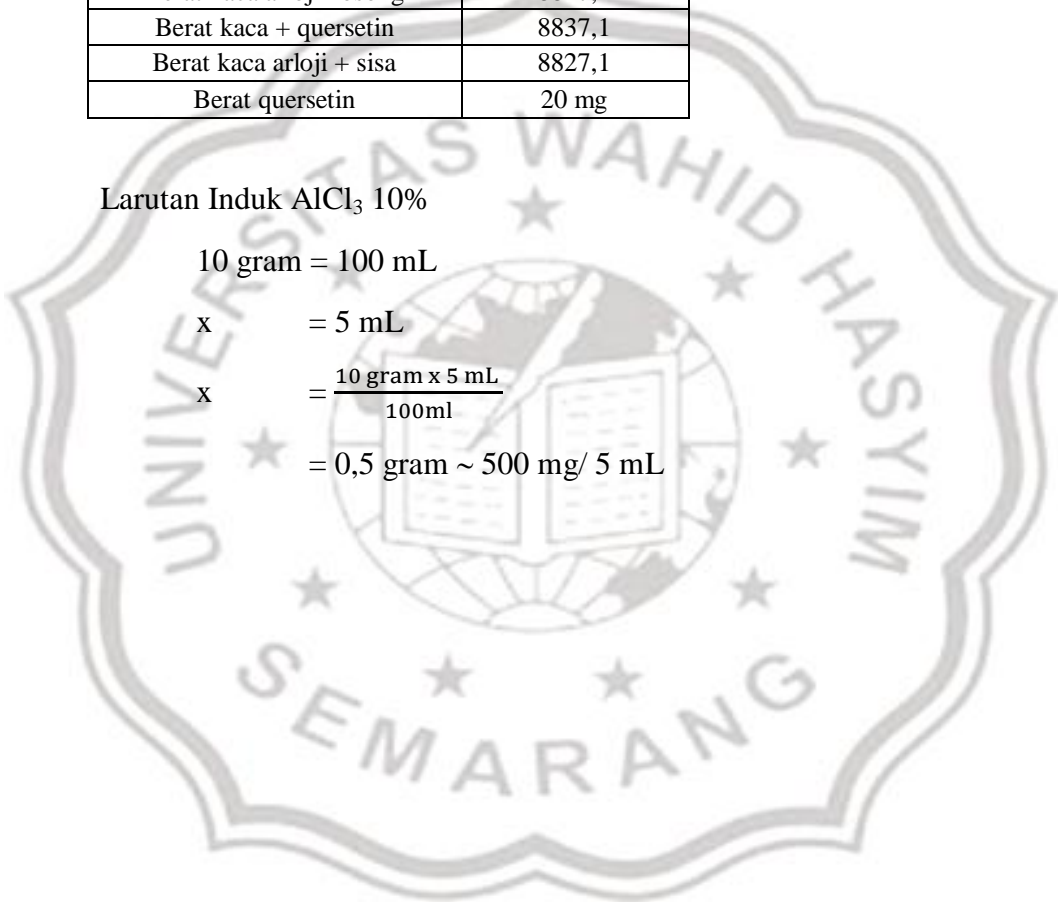 Berat kaca + quersetin 8837,1
Berat kaca arloji + sisa 8827,1
Berat quersetin 20 mg
Larutan Induk AlCl₃ 10%
10 gram = 100 mL
x = 5 mL
x = 10 gram x 5 mL
100ml
= 0,5 gram ~ 500 mg/ 5 mL
UNIVERSITAS WAHID HASYIM
SEMARANG